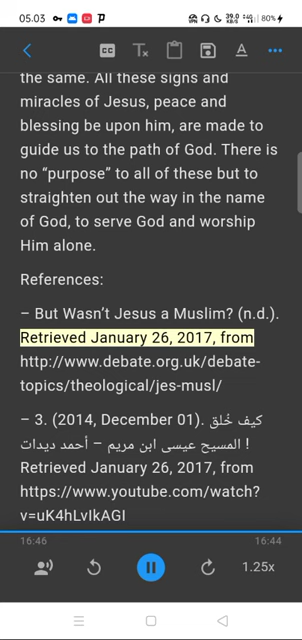 05.03
39.0 KB/S
80%
CC
the same. All these signs and
miracles of Jesus, peace and
blessing be upon him, are made to
guide us to the path of God. There is
no “purpose” to all of these but to
straighten out the way in the name
of God, to serve God and worship
Him alone.
References:
– But Wasn’t Jesus a Muslim? (n.d.).
Retrieved January 26, 2017, from
http://www.debate.org.uk/debate-
topics/theological/jes-musl/
– 3. (2014, December 01). كيف خُلق
المسيح عيسى ابن مريم – أحمد ديدات !
Retrieved January 26, 2017, from
https://www.youtube.com/watch?
v=uK4hLvIkAGI
16:46
16:44
1.25x